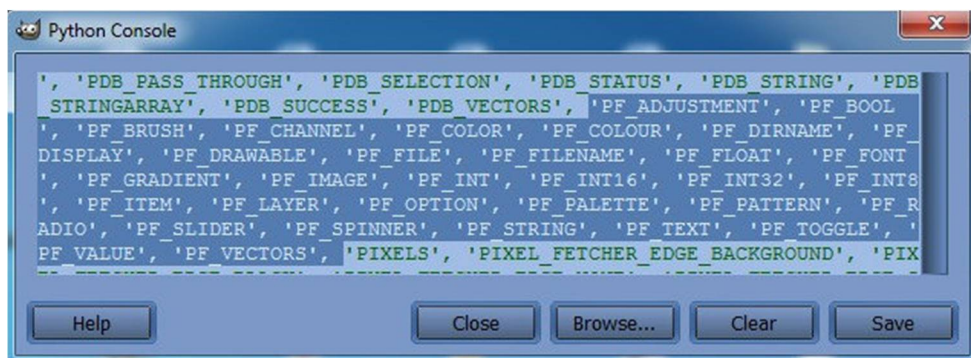 Python Console
', 'PDB_PASS_THROUGH', 'PDB_SELECTION', 'PDB_STATUS', 'PDB_STRING', 'PDB
_STRINGARRAY', 'PDB_SUCCESS', 'PDB_VECTORS', 'PF_ADJUSTMENT', 'PF_BOOL
', 'PF_BRUSH', 'PF_CHANNEL', 'PF_COLOR', 'PF_COLOUR', 'PF_DIRNAME', 'PF_
DISPLAY', 'PF_DRAWABLE', 'PF_FILE', 'PF_FILENAME', 'PF_FLOAT', 'PF_FONT
', 'PF_GRADIENT', 'PF_IMAGE', 'PF_INT', 'PF_INT16', 'PF_INT32', 'PF_INT8
', 'PF_ITEM', 'PF_LAYER', 'PF_OPTION', 'PF_PALETTE', 'PF_PATTERN', 'PF_R
ADIO', 'PF_SLIDER', 'PF_SPINNER', 'PF_STRING', 'PF_TEXT', 'PF_TOGGLE', '
PF_VALUE', 'PF_VECTORS', 'PIXELS', 'PIXEL_FETCHER_EDGE_BACKGROUND', 'PIX
Help
Close
Browse...
Clear
Save